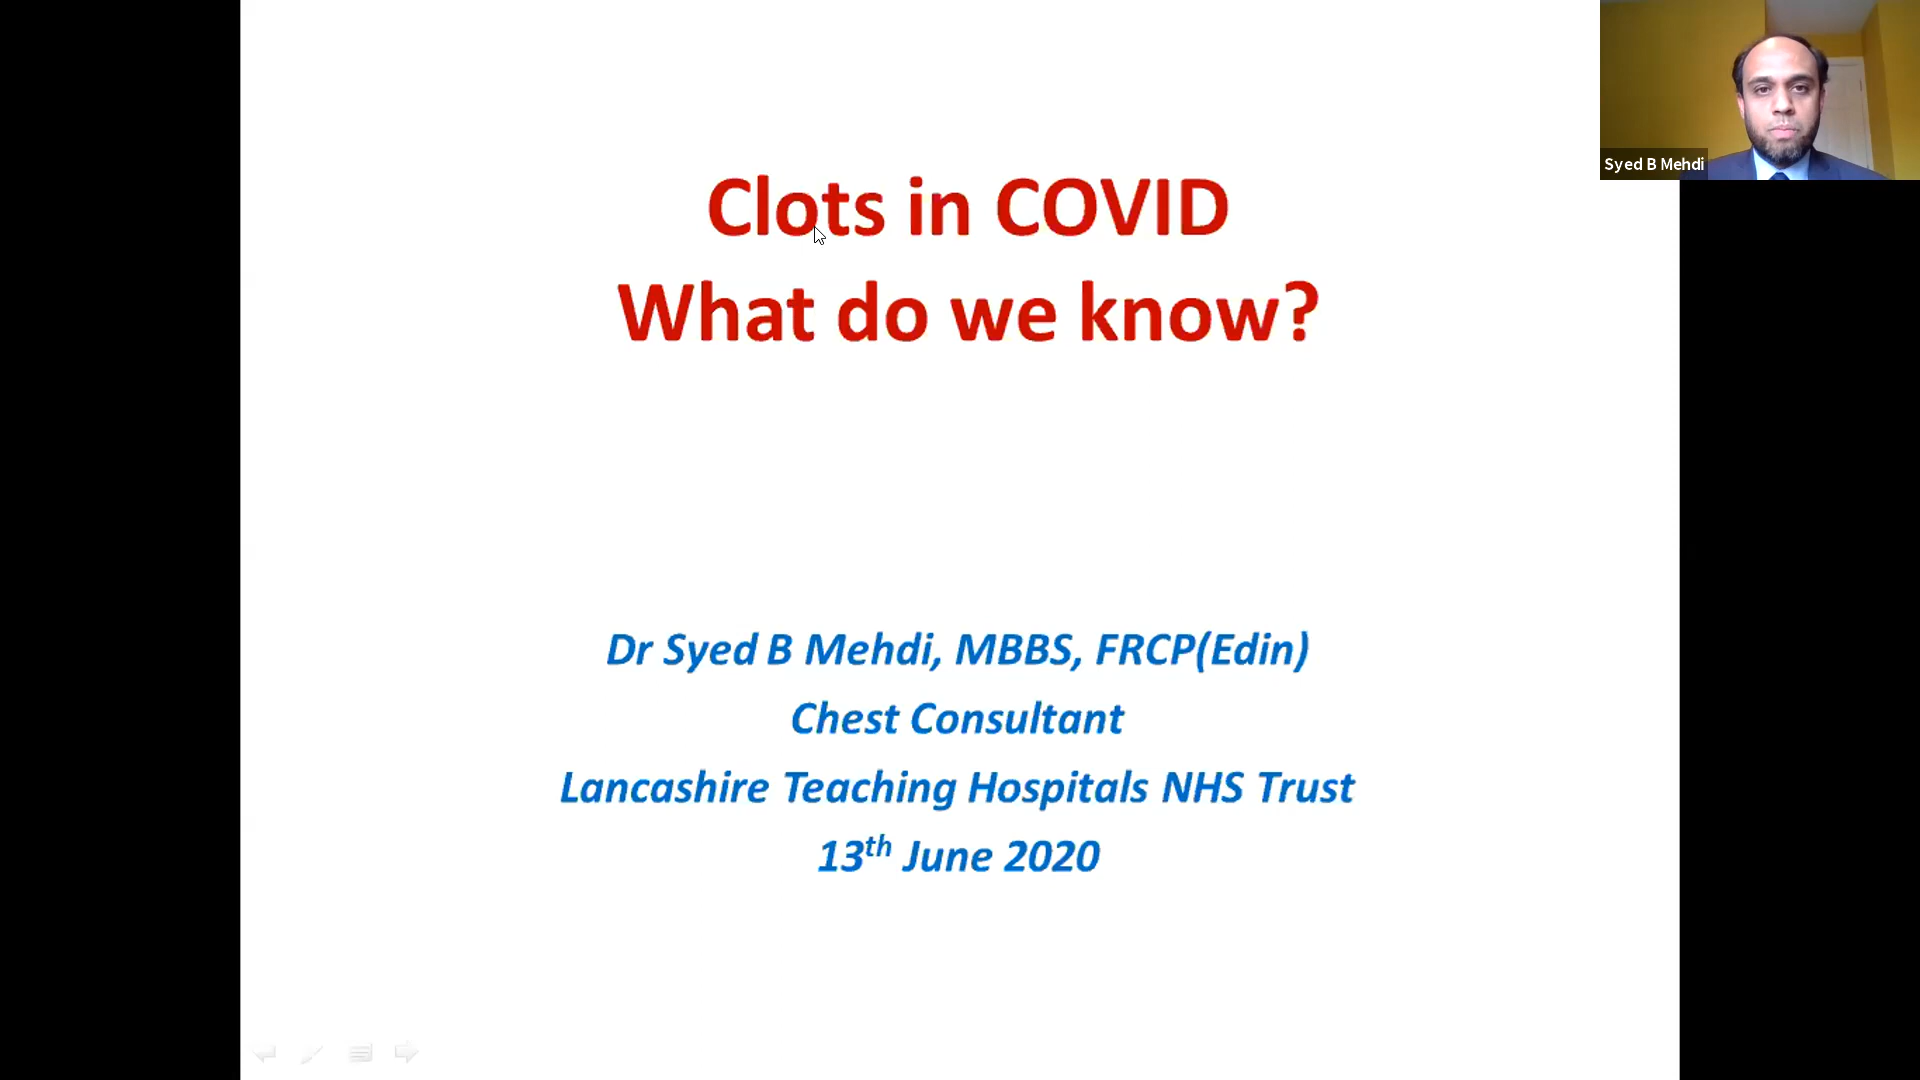 Clots in COVID
What do we know?
Dr Syed B Mehdi, MBBS, FRCP(Edin)
Chest Consultant
Lancashire Teaching Hospitals NHS Trust
13th June 2020
Syed B Mehdi